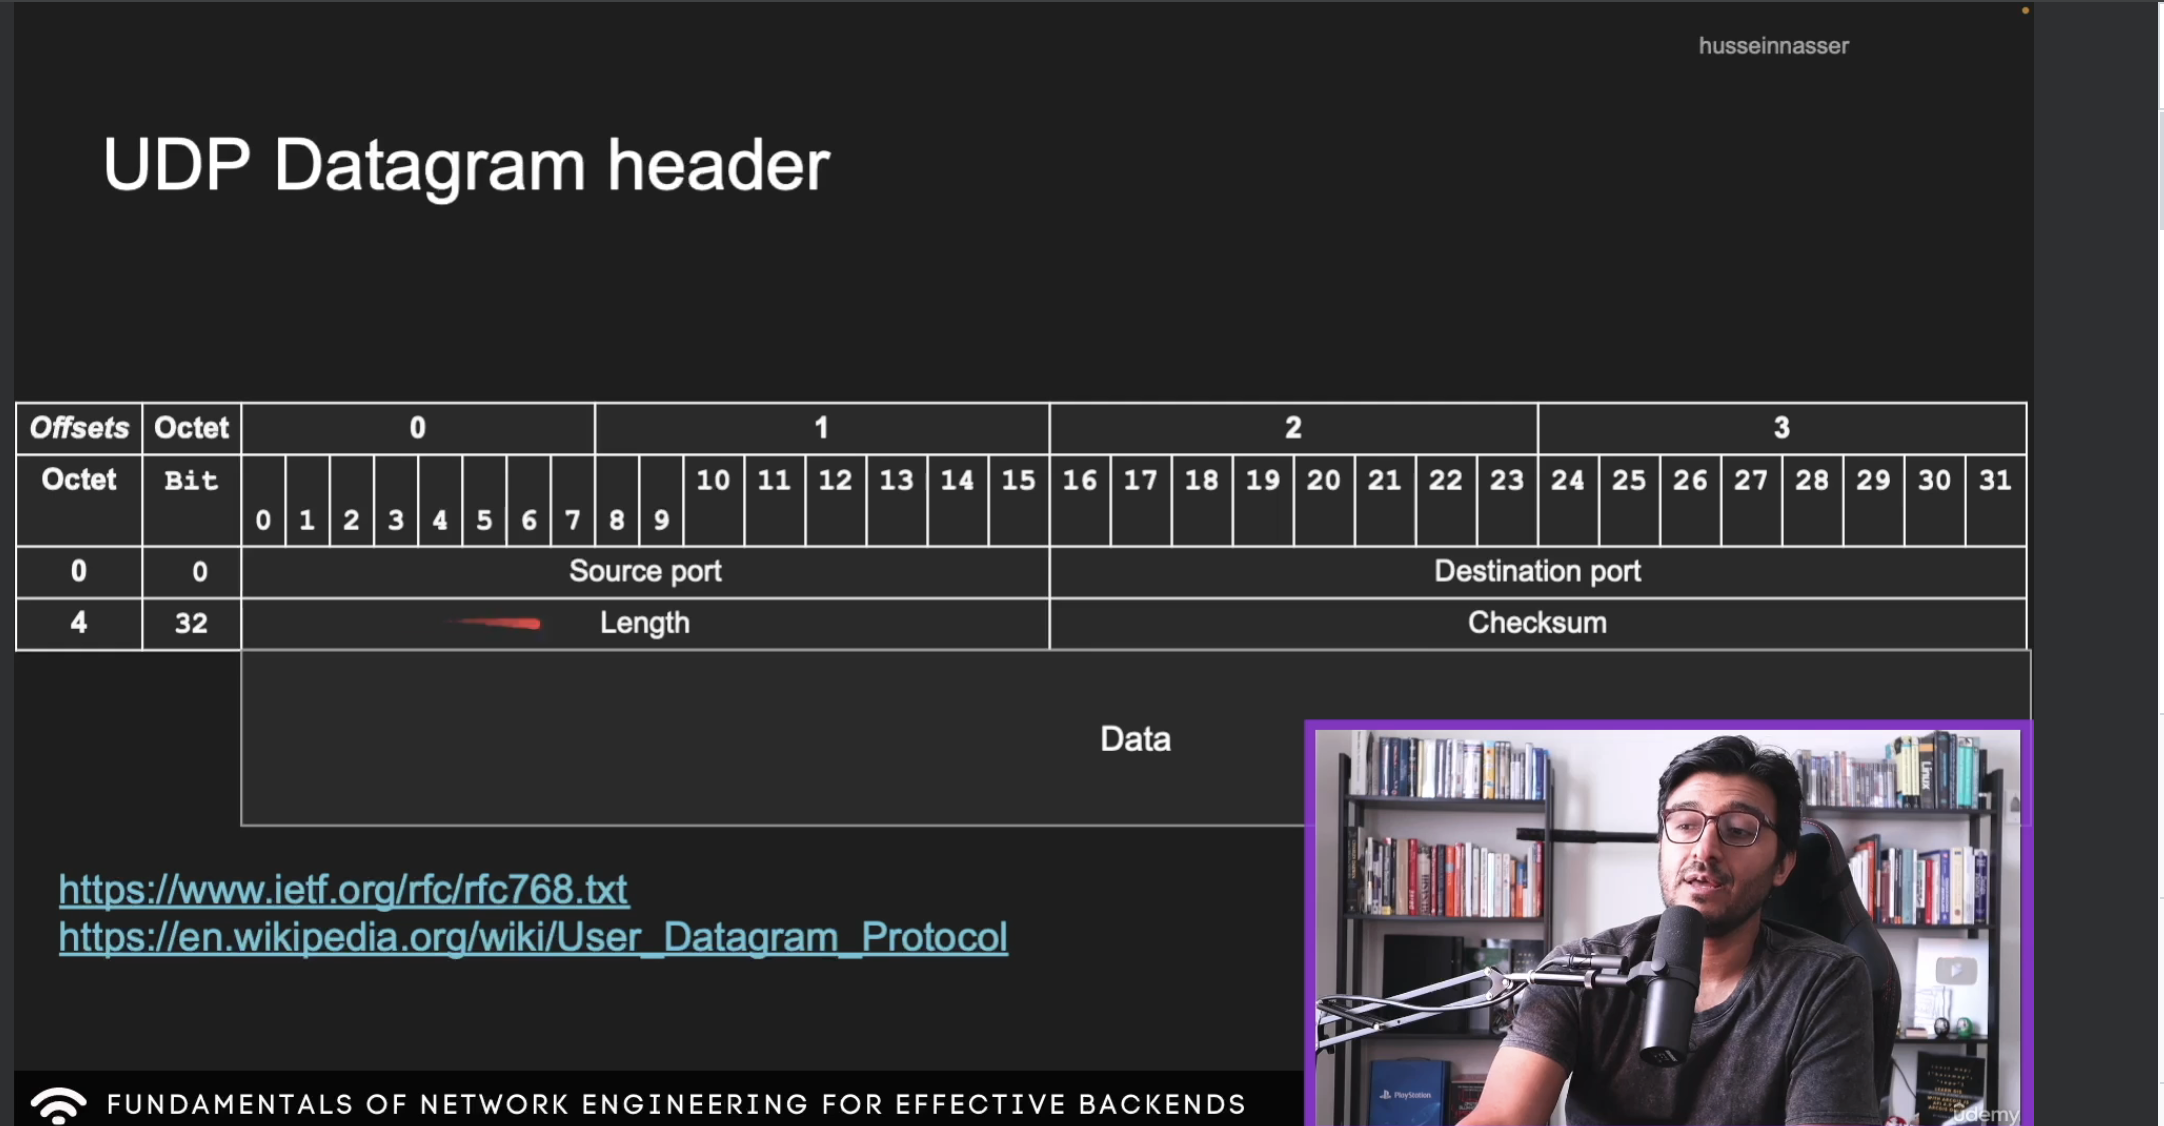 husseinnasser
UDP Datagram header
Offsets Octet 0 1 2 3
Octet Bit 0 1 2 3 4 5 6 7 8 9 10 11 12 13 14 15 16 17 18 19 20 21 22 23 24 25 26 27 28 29 30 31
0 0 Source port Destination port
4 32 Length Checksum
Data
https://www.ietf.org/rfc/rfc768.txt
https://en.wikipedia.org/wiki/User_Datagram_Protocol
Linux
PlayStation
FUNDAMENTALS OF NETWORK ENGINEERING FOR EFFECTIVE BACKENDS
udemy